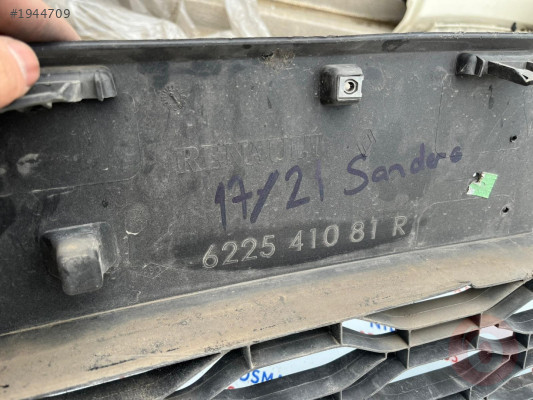 #1944709
RENAULT
17/21 Sandero
6225 410 81 R